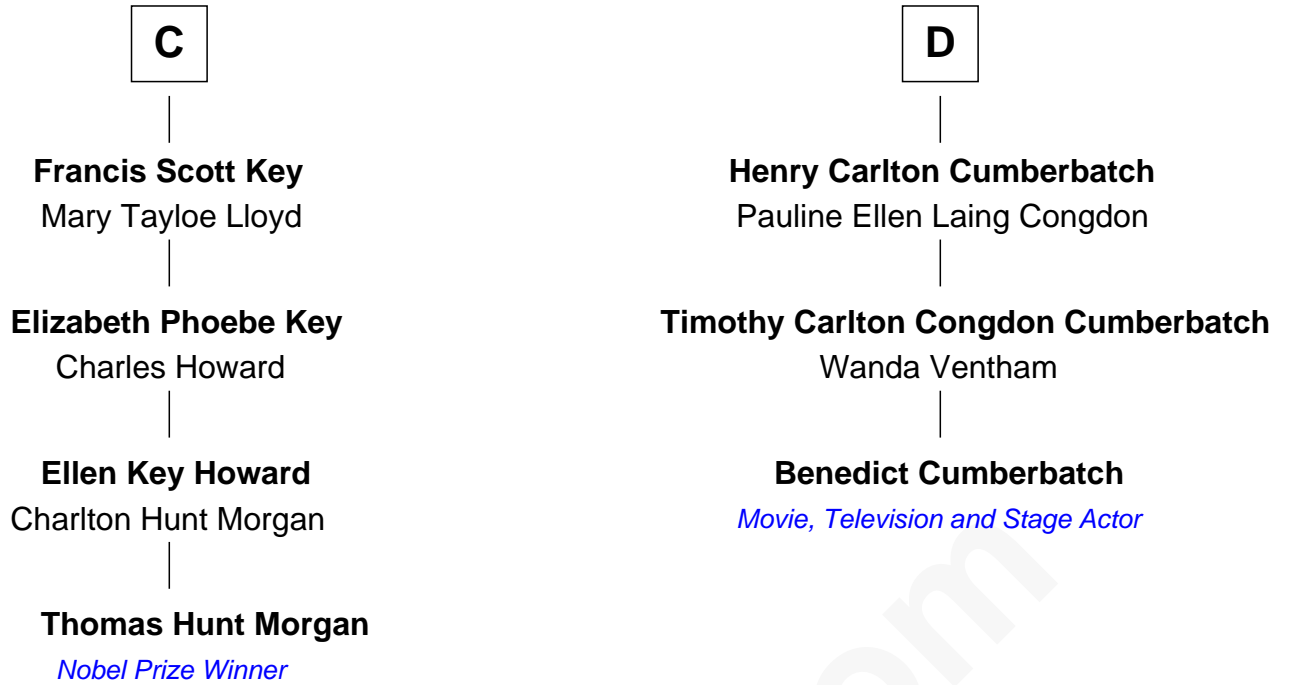 C
Francis Scott Key
Mary Tayloe Lloyd
Elizabeth Phoebe Key
Charles Howard
Ellen Key Howard
Charlton Hunt Morgan
Thomas Hunt Morgan
Nobel Prize Winner
D
Henry Carlton Cumberbatch
Pauline Ellen Laing Congdon
Timothy Carlton Congdon Cumberbatch
Wanda Ventham
Benedict Cumberbatch
Movie, Television and Stage Actor
om